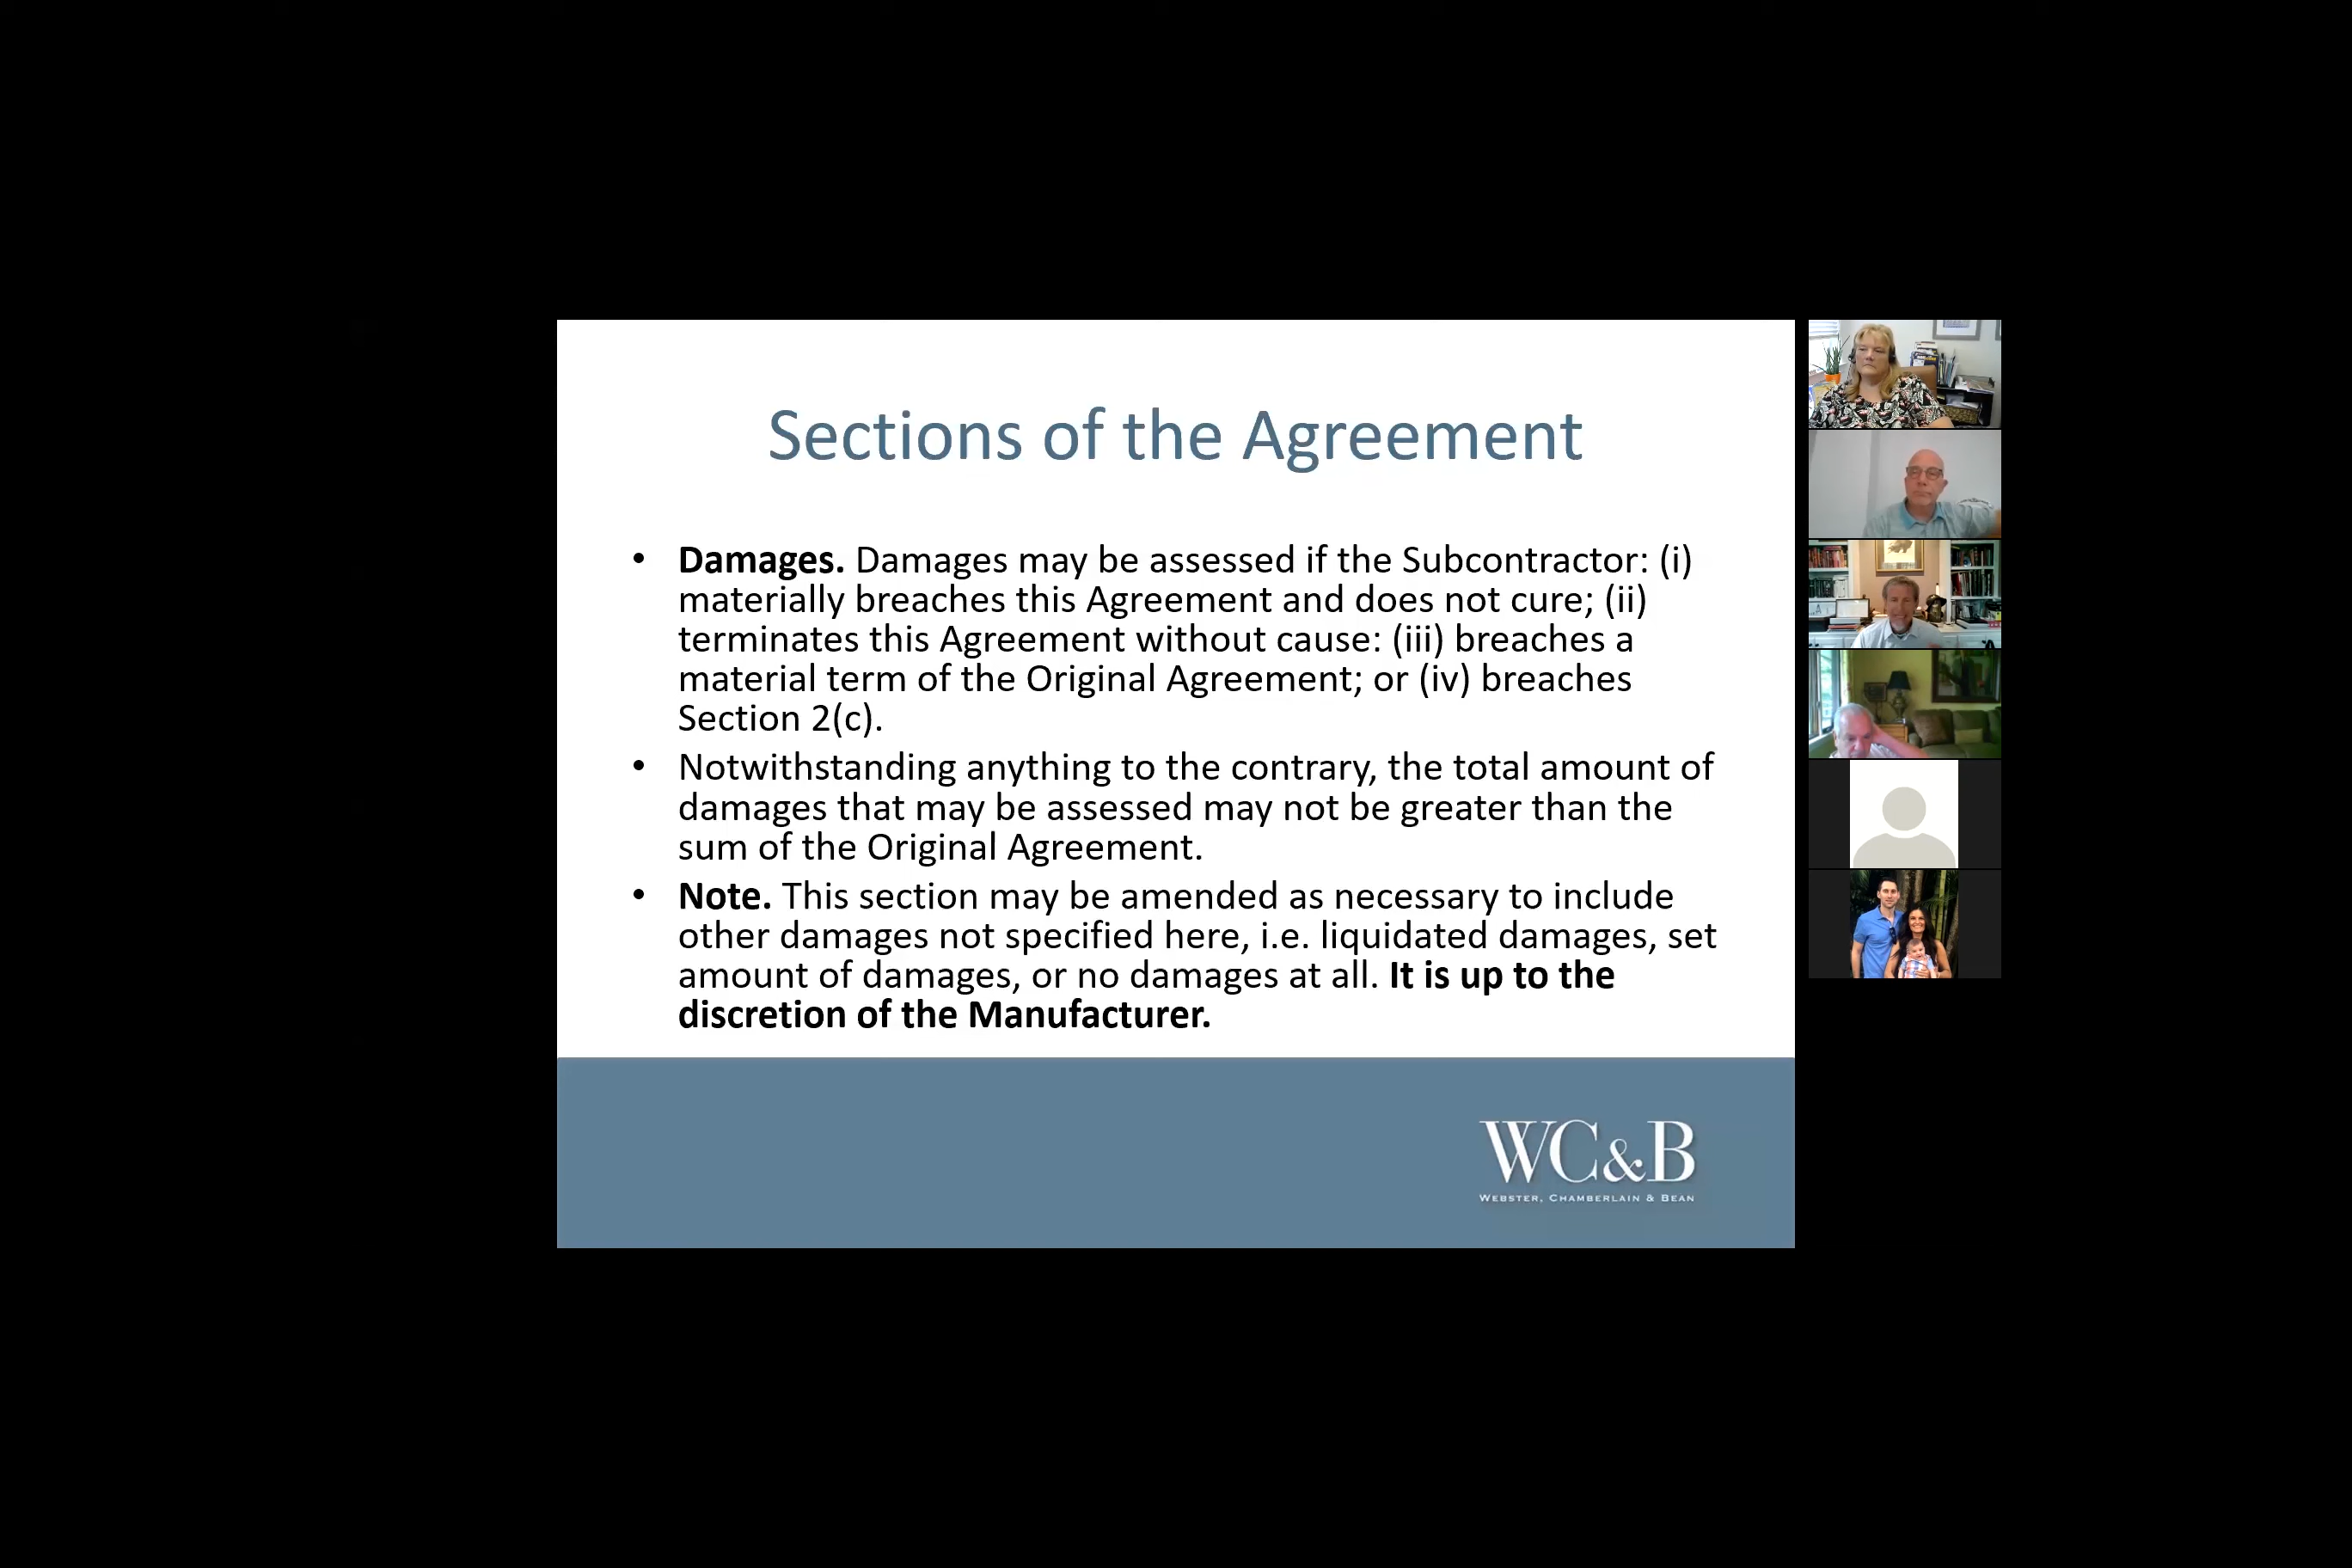 Sections of the Agreement
• Damages. Damages may be assessed if the Subcontractor: (i)
materially breaches this Agreement and does not cure; (ii)
terminates this Agreement without cause: (iii) breaches a
material term of the Original Agreement; or (iv) breaches
Section 2(c).
• Notwithstanding anything to the contrary, the total amount of
damages that may be assessed may not be greater than the
sum of the Original Agreement.
• Note. This section may be amended as necessary to include
other damages not specified here, i.e. liquidated damages, set
amount of damages, or no damages at all. It is up to the
discretion of the Manufacturer.
WC&B
WEBSTER, CHAMBERLAIN & BEAN